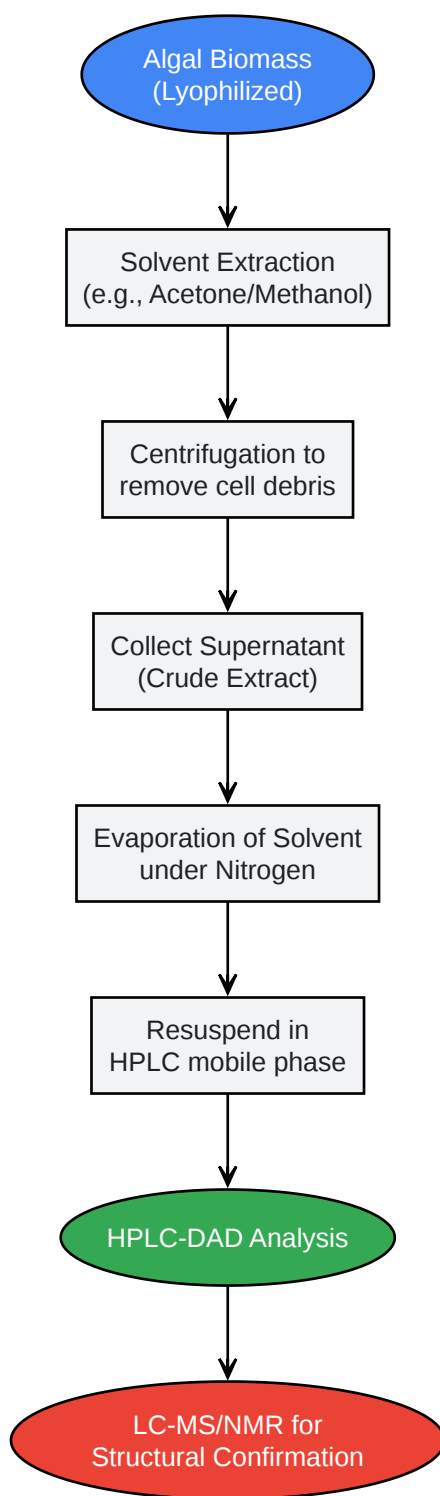 Algal Biomass
(Lyophilized)
Solvent Extraction
(e.g., Acetone/Methanol)
Centrifugation to
remove cell debris
Collect Supernatant
(Crude Extract)
Evaporation of Solvent
under Nitrogen
Resuspend in
HPLC mobile phase
HPLC-DAD Analysis
LC-MS/NMR for
Structural Confirmation